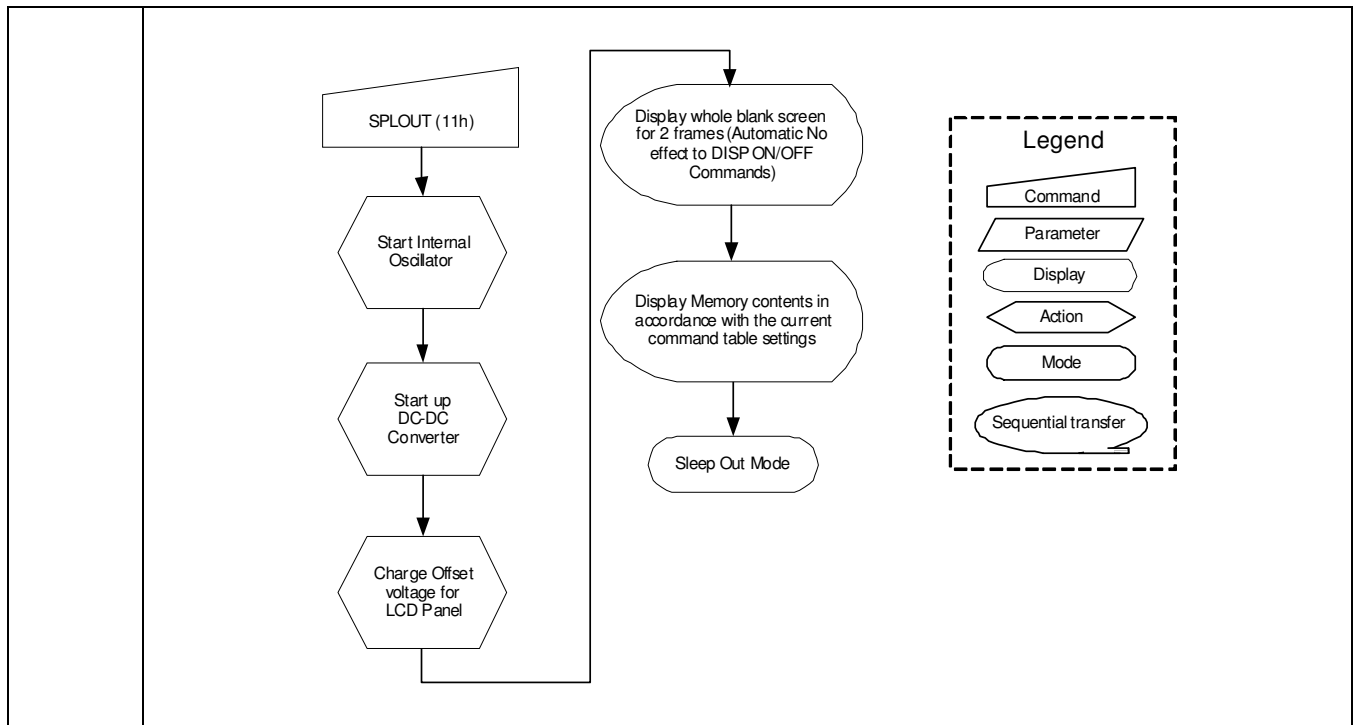 SPLOUT (11h)
Start Internal
Oscillator
Start up
DC-DC
Converter
Charge Offset
voltage for
LCD Panel
Display whole blank screen
for 2 frames (Automatic No
effect to DISP ON/OFF
Commands)
Display Memory contents in
accordance with the current
command table settings
Sleep Out Mode
Legend
Command
Parameter
Display
Action
Mode
Sequential transfer